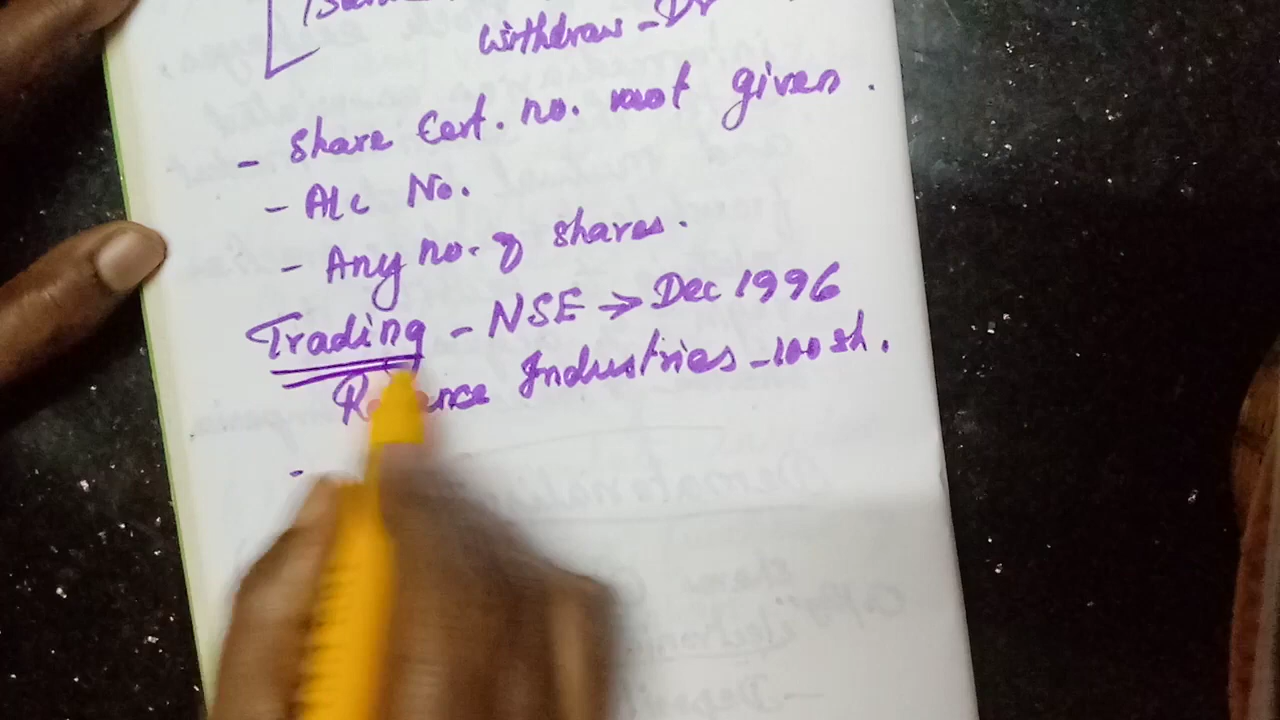 Withdraw - Dr
- Share Cert. no. not given.
- A/c No.
- Any no. of shares.
Trading - NSE → Dec 1996
Industries - 100 sh.
-